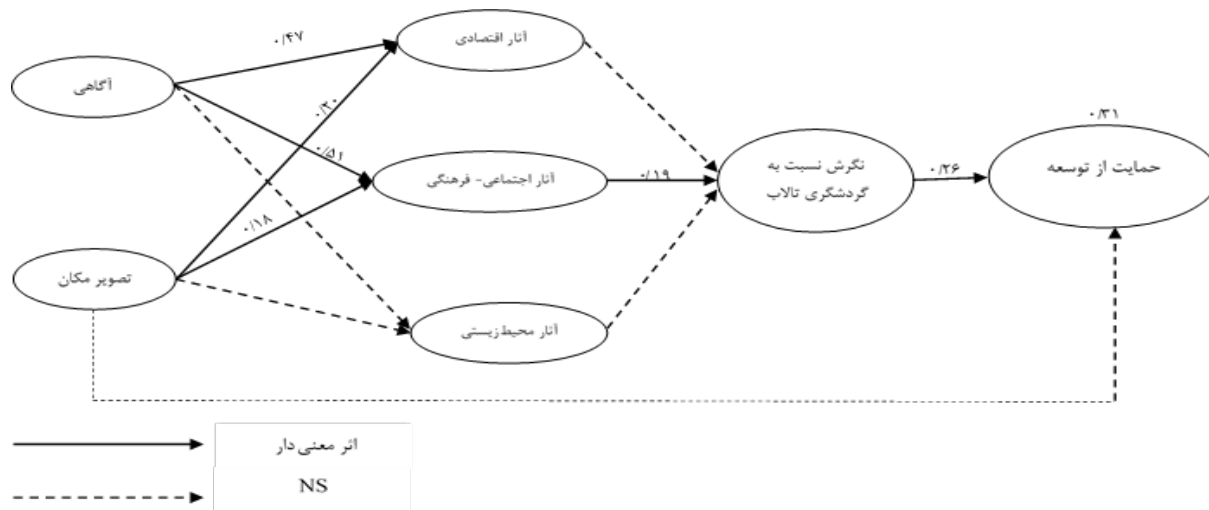 ۰/۴۷
آثار اقتصادی
آگاهی
۰/۲۰
۰/۵۱
۰/۳۱
حمایت از توسعه
نگرش نسبت به
گردشگری تالاب
۰/۲۶
آثار اجتماعی- فرهنگی
۰/۱۹
۰/۱۸
تصویر مکان
آثار محیط‌زیستی
اثر معنی‌دار
NS